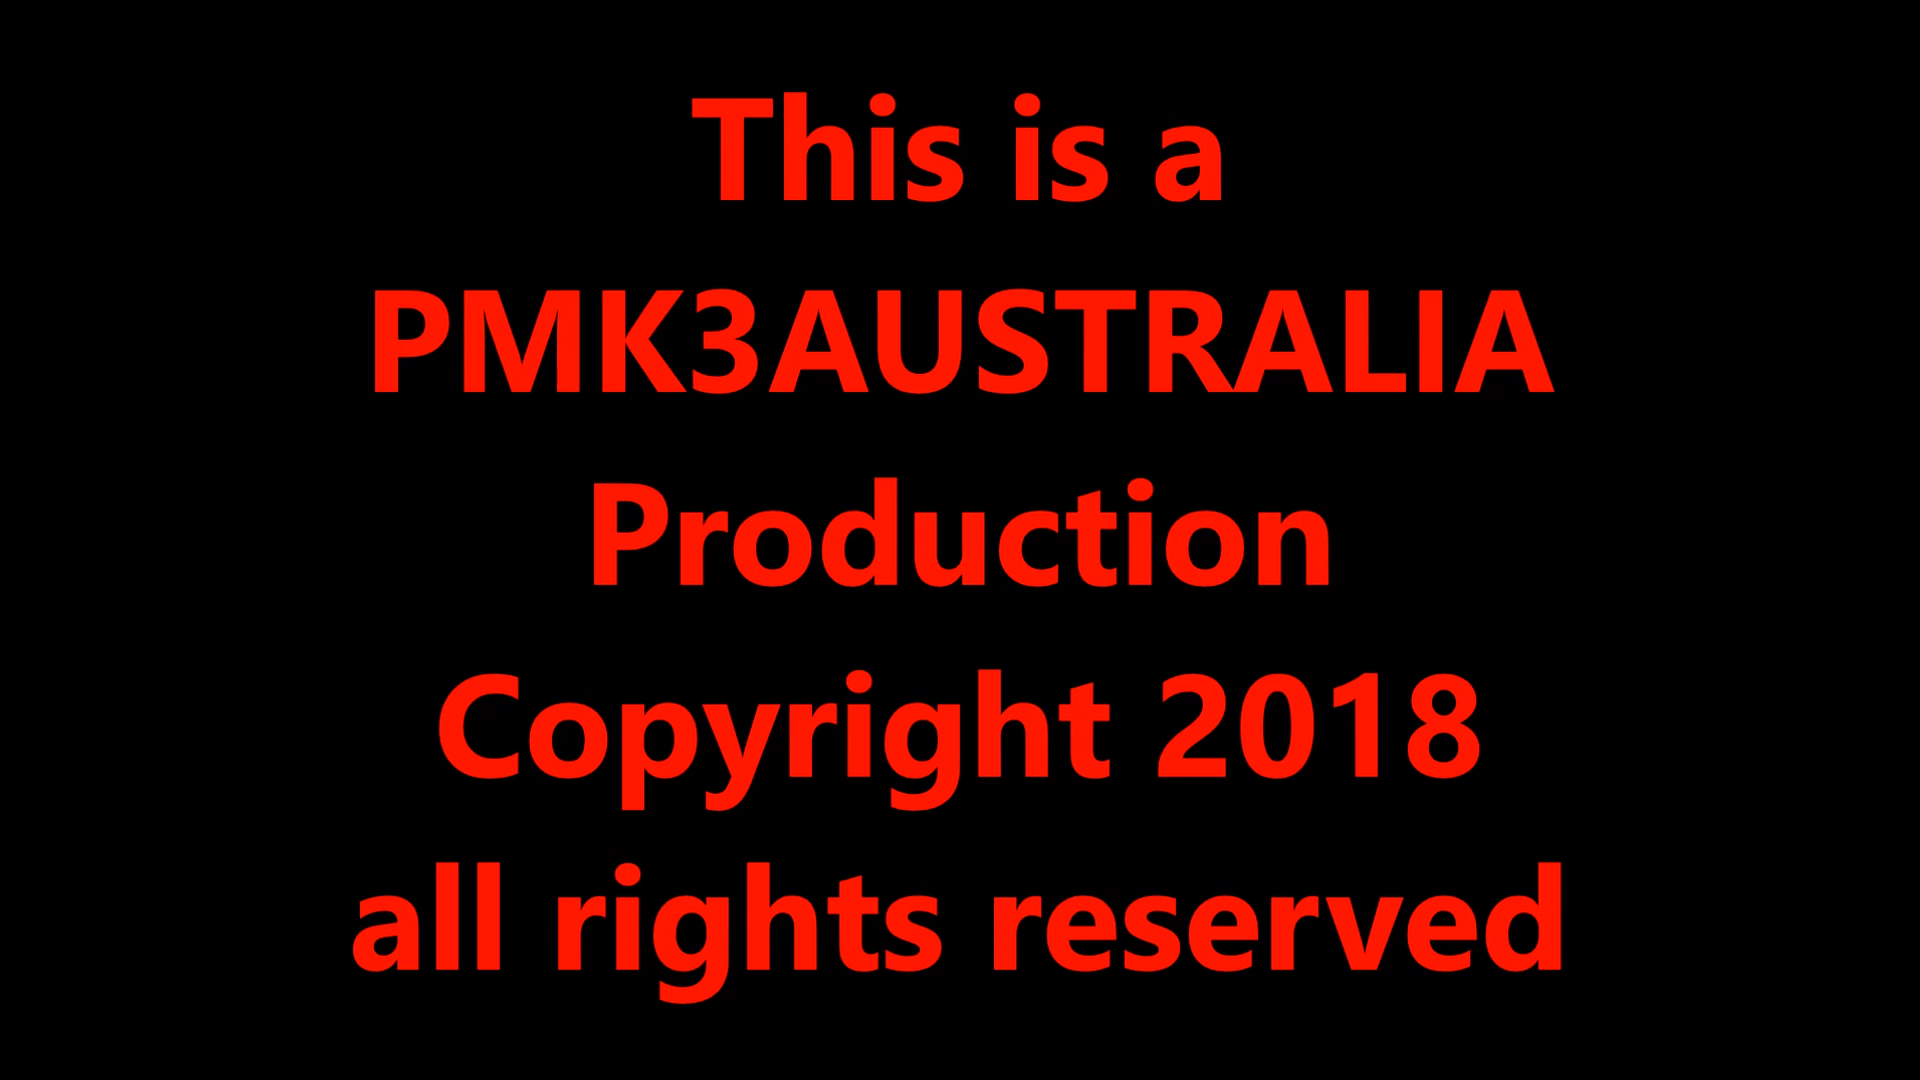 This is a
PMK3AUSTRALIA
Production
Copyright 2018
all rights reserved